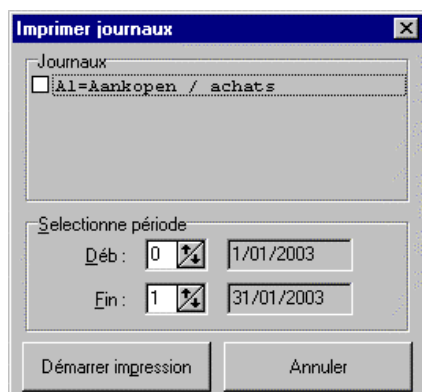 Imprimer journaux
Journaux
A1=Aankopen / achats
Selectionne période
Déb : 0 1/01/2003
Fin : 1 31/01/2003
Démarrer impression Annuler